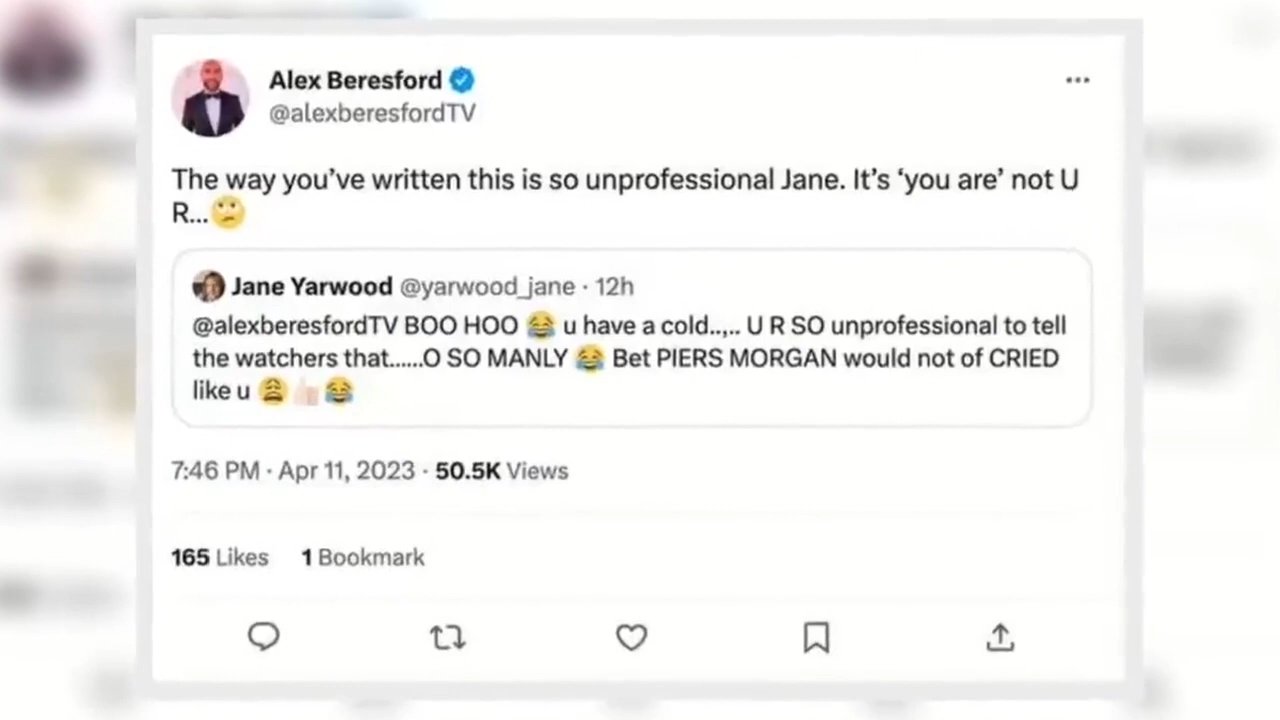 Alex Beresford
@alexberesfordTV
The way you’ve written this is so unprofessional Jane. It’s ‘you are’ not U
R...🙄
Jane Yarwood @yarwood_jane · 12h
@alexberesfordTV BOO HOO 😂 u have a cold..,.. U R SO unprofessional to tell
the watchers that......O SO MANLY 😂 Bet PIERS MORGAN would not of CRIED
like u 😩👍🏻😂
7:46 PM · Apr 11, 2023 · 50.5K Views
165 Likes 1 Bookmark